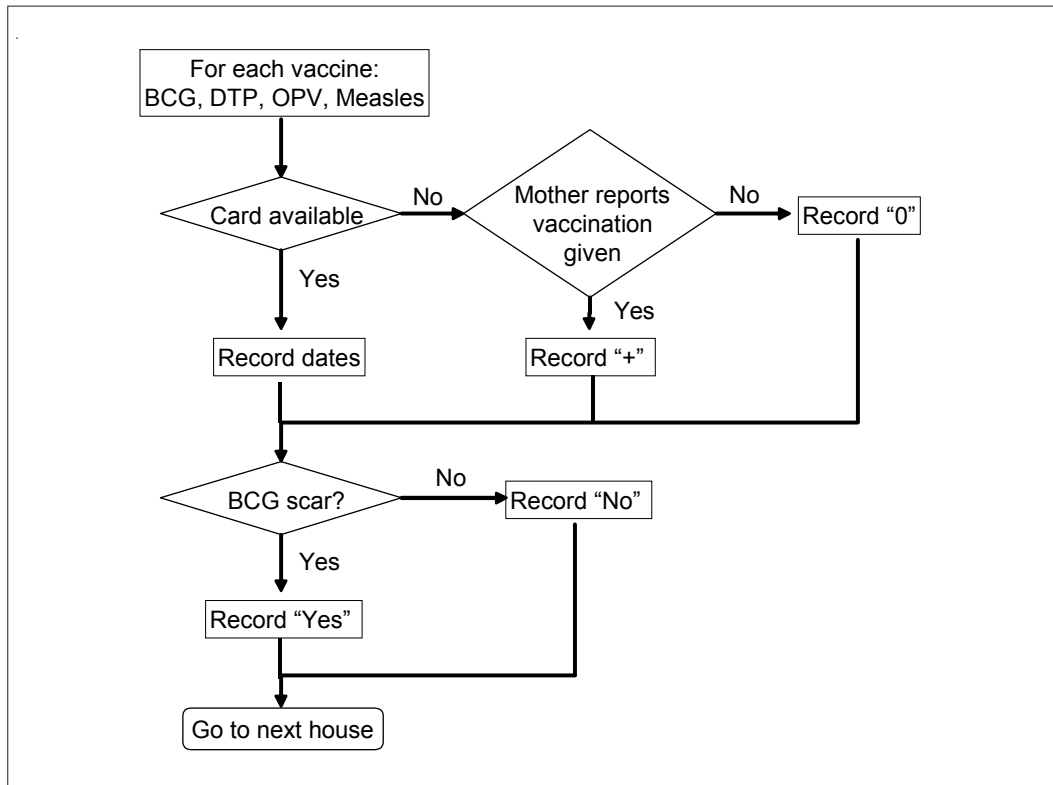 For each vaccine:
BCG, DTP, OPV, Measles
Card available
No
Mother reports
vaccination
given
No
Record “0”
Yes
Yes
Record dates
Record “+”
BCG scar?
No
Record “No”
Yes
Record “Yes”
Go to next house